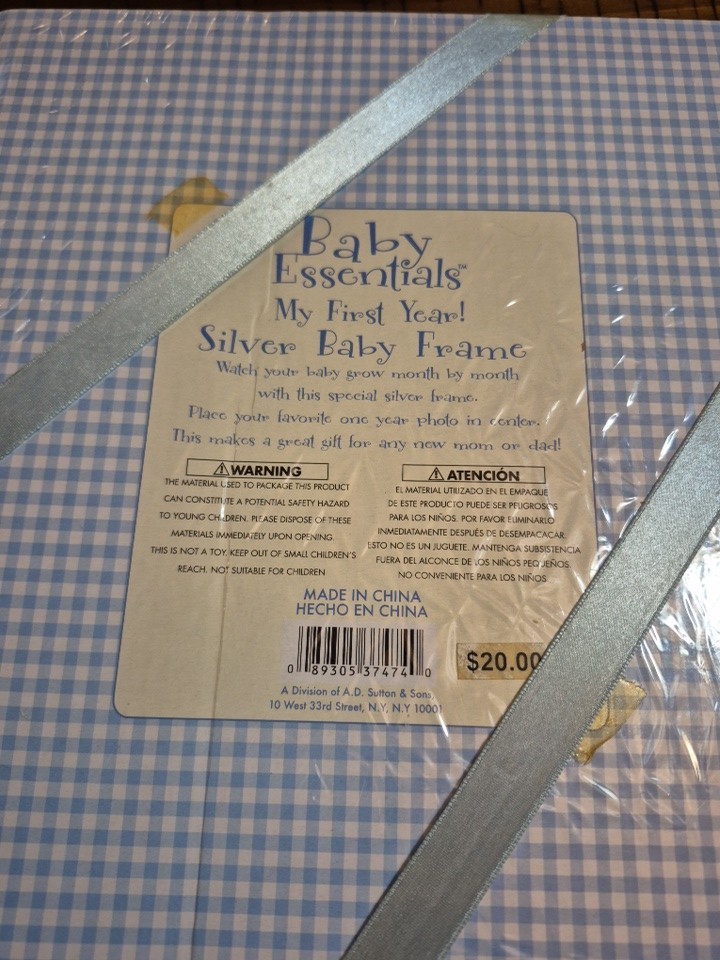 Baby
Essentials™
My First Year!
Silver Baby Frame
Watch your baby grow month by month
with this special silver frame.
Place your favorite one year photo in center.
This makes a great gift for any new mom or dad!
⚠WARNING
THE MATERIAL USED TO PACKAGE THIS PRODUCT
CAN CONSTITUTE A POTENTIAL SAFETY HAZARD
TO YOUNG CHILDREN. PLEASE DISPOSE OF THESE
MATERIALS IMMEDIATELY UPON OPENING.
THIS IS NOT A TOY. KEEP OUT OF SMALL CHILDREN'S
REACH. NOT SUITABLE FOR CHILDREN
⚠ATENCIÓN
EL MATERIAL UTILIZADO EN EL EMPAQUE
DE ESTE PRODUCTO PUEDE SER PELIGROSOS
PARA LOS NIÑOS. POR FAVOR ELIMINARLO
INMEDIATAMENTE DESPUÉS DE DESEMPACACAR.
ESTO NO ES UN JUGUETE. MANTENGA SUBSISTENCIA
FUERA DEL ALCONCE DE LOS NIÑOS PEQUEÑOS.
NO CONVENIENTE PARA LOS NIÑOS
MADE IN CHINA
HECHO EN CHINA
0 89305 37474 0
$20.00
A Division of A.D. Sutton & Sons,
10 West 33rd Street, N.Y, N.Y 10001